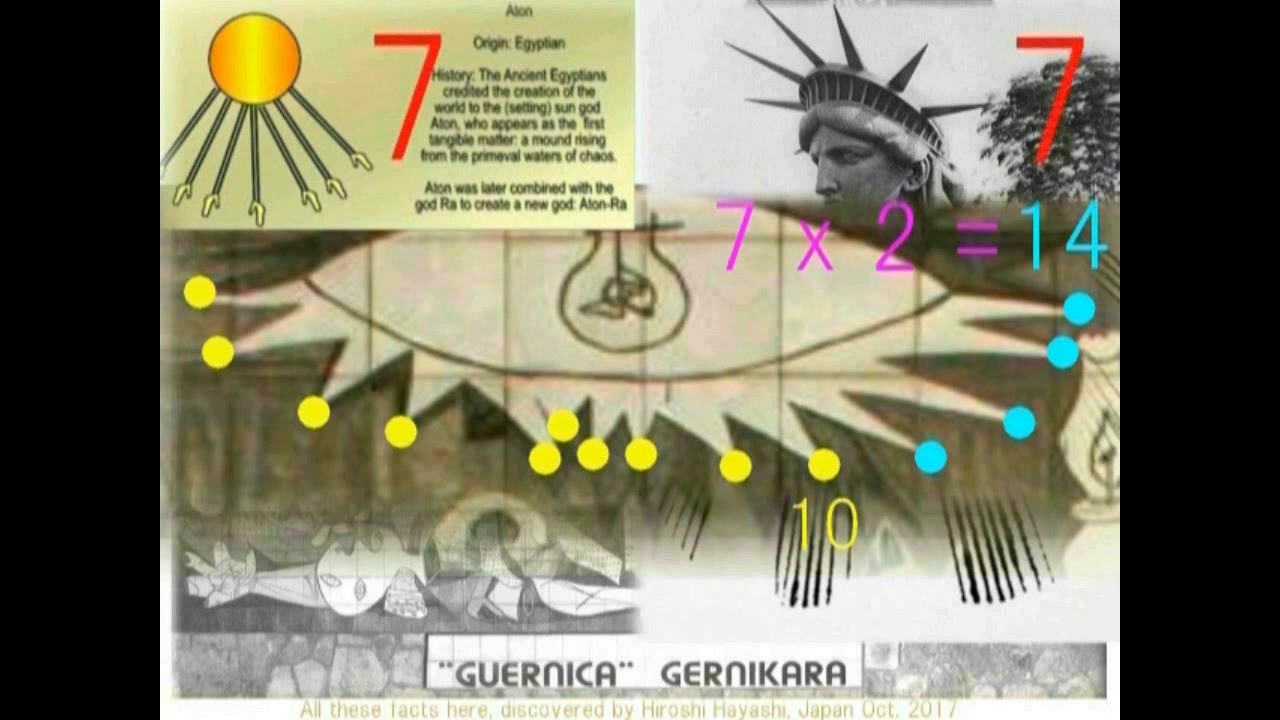 Aton
Origin: Egyptian
7
History: The Ancient Egyptians
credited the creation of the
world to the (setting) sun god
Aton, who appears as the first
tangible matter: a mound rising
from the primeval waters of chaos.
Aton was later combined with the
god Ra to create a new god: Aton-Ra
7
7 x 2 = 14
10
"GUERNICA" GERNIKARA
All these facts here, discovered by Hiroshi Hayashi, Japan Oct. 2017